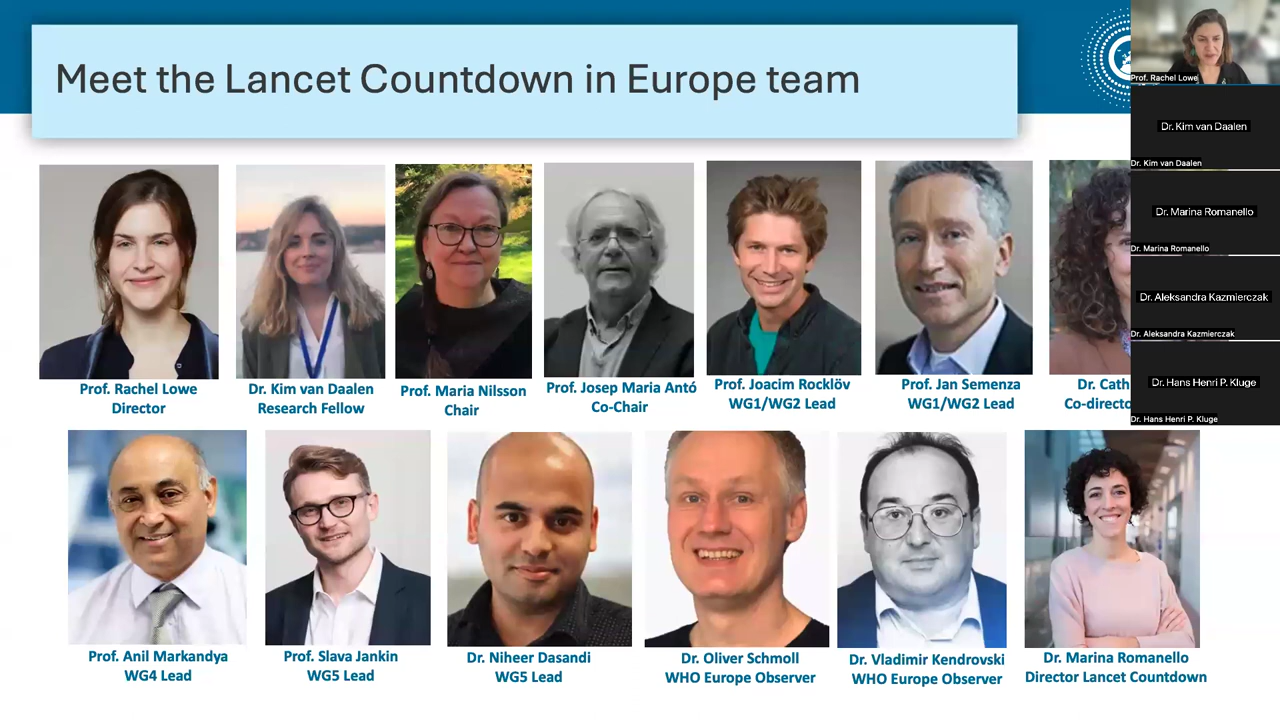 Meet the Lancet Countdown in Europe team
Prof. Rachel Lowe
Dr. Kim van Daalen
Dr. Kim van Daalen
Dr. Marina Romanello
Dr. Marina Romanello
Dr. Aleksandra Kazmierczak
Dr. Aleksandra Kazmierczak
Dr. Hans Henri P. Kluge
Dr. Hans Henri P. Kluge
Prof. Rachel Lowe
Director
Dr. Kim van Daalen
Research Fellow
Prof. Maria Nilsson
Chair
Prof. Josep Maria Antó
Co-Chair
Prof. Joacim Rocklöv
WG1/WG2 Lead
Prof. Jan Semenza
WG1/WG2 Lead
Dr. Cath
Co-directo
Prof. Anil Markandya
WG4 Lead
Prof. Slava Jankin
WG5 Lead
Dr. Niheer Dasandi
WG5 Lead
Dr. Oliver Schmoll
WHO Europe Observer
Dr. Vladimir Kendrovski
WHO Europe Observer
Dr. Marina Romanello
Director Lancet Countdown